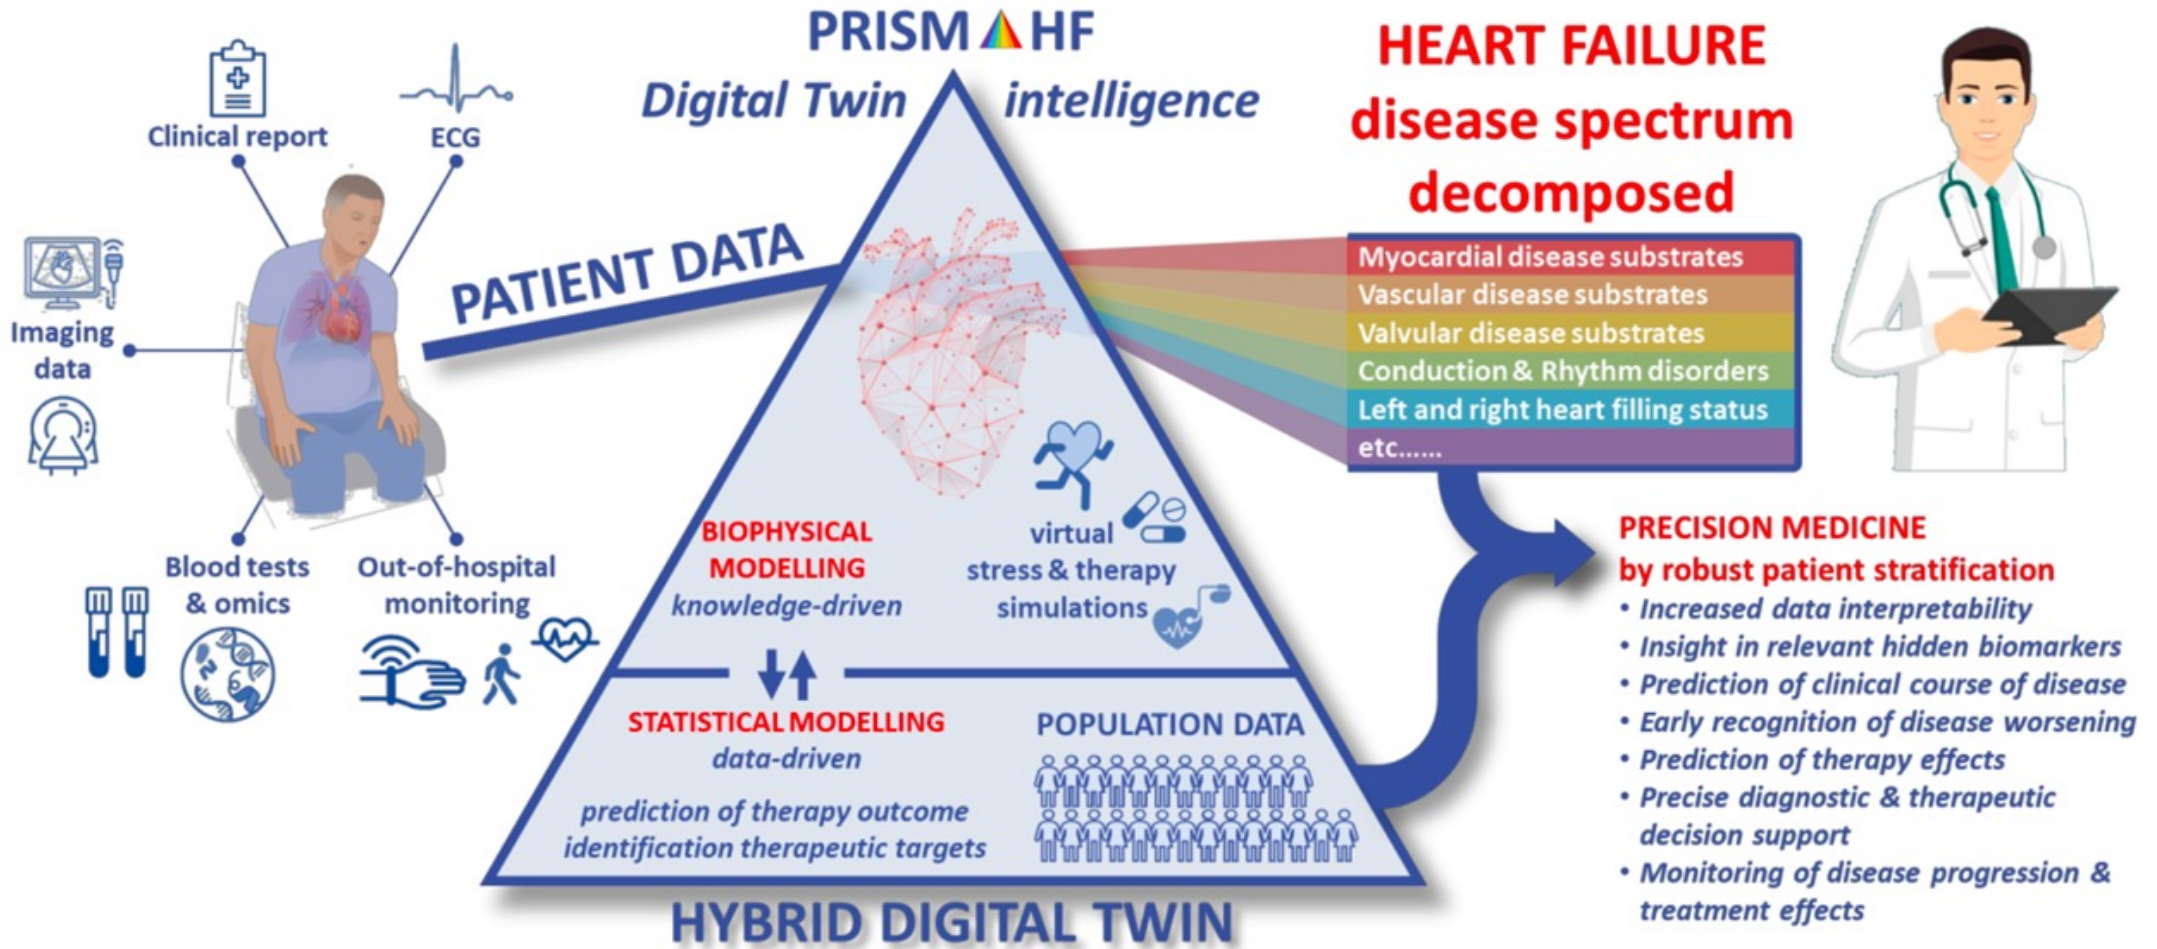 PRISM HF
Digital Twin intelligence
Clinical report
ECG
Imaging
data
Blood tests
& omics
Out-of-hospital
monitoring
PATIENT DATA
BIOPHYSICAL
MODELLING
knowledge-driven
virtual
stress & therapy
simulations
STATISTICAL MODELLING
data-driven
prediction of therapy outcome
identification therapeutic targets
POPULATION DATA
HYBRID DIGITAL TWIN
HEART FAILURE
disease spectrum
decomposed
Myocardial disease substrates
Vascular disease substrates
Valvular disease substrates
Conduction & Rhythm disorders
Left and right heart filling status
etc......
PRECISION MEDICINE
by robust patient stratification
• Increased data interpretability
• Insight in relevant hidden biomarkers
• Prediction of clinical course of disease
• Early recognition of disease worsening
• Prediction of therapy effects
• Precise diagnostic & therapeutic
decision support
• Monitoring of disease progression &
treatment effects